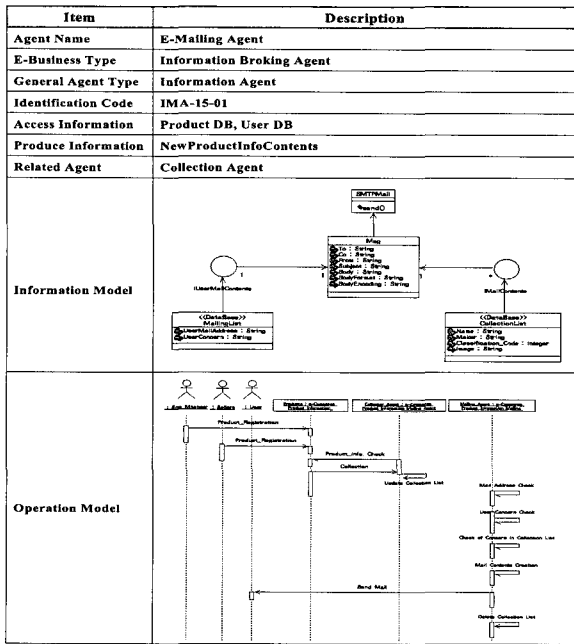 Item Description
Agent Name E-Mailing Agent
E-Business Type Information Broking Agent
General Agent Type Information Agent
Identification Code IMA-15-01
Access Information Product DB, User DB
Produce Information NewProductInfoContents
Related Agent Collection Agent
Information Model
SMTPMail
send()
Msg
To : String
Cc : String
From : String
Subject : String
Body : String
BodyFormat : String
BodyEncoding : String
1
1
1
*
IUserMailContents
IMailContents
<<DataBase>>
MailingList
UserMailAddress : String
UserConcern : String
<<DataBase>>
CollectionList
Name : String
Maker : String
Classification_Code : Integer
Image : String
Operation Model
: User
Product_Registration
Product_Registration
Product_Info. Check
Collection
Update Collection List
Mail Address Check
User Concern Check
Check of Concern in Collection List
Mail Contents Creation
Send Mail
Delete Collection List